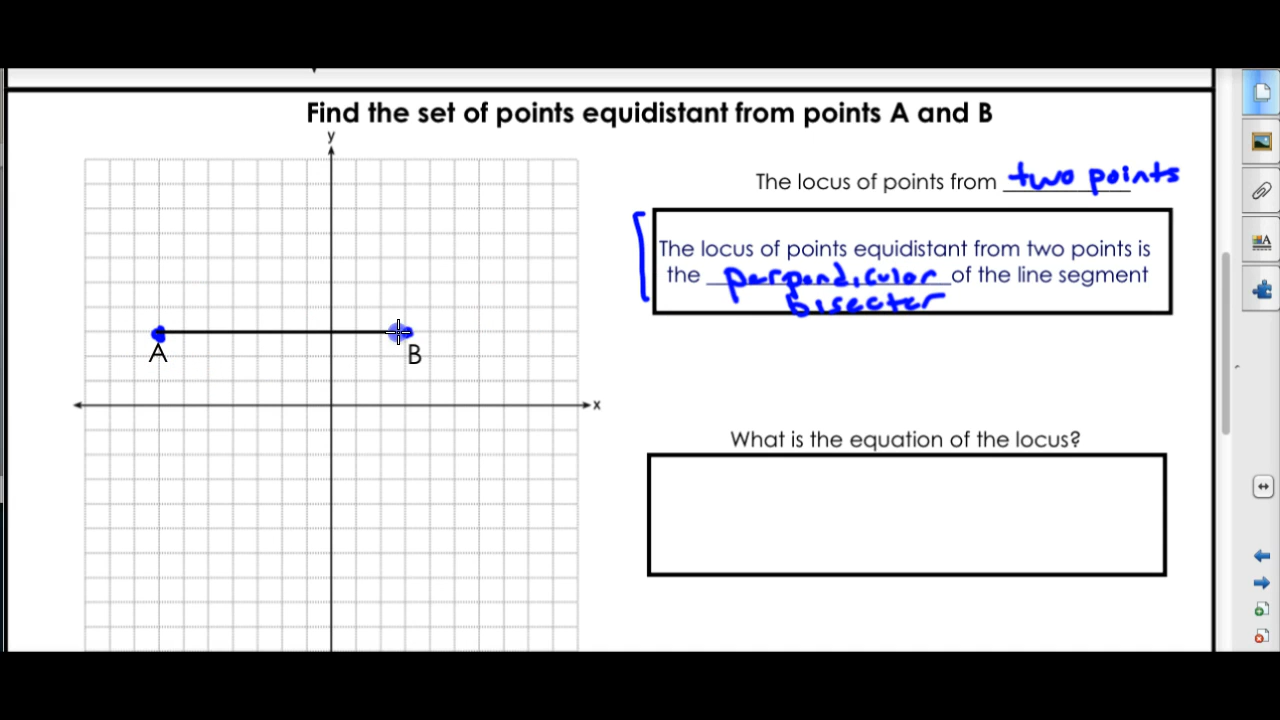 Find the set of points equidistant from points A and B
y
The locus of points from two points
The locus of points equidistant from two points is
the perpendicular of the line segment
bisector
A
B
x
What is the equation of the locus?